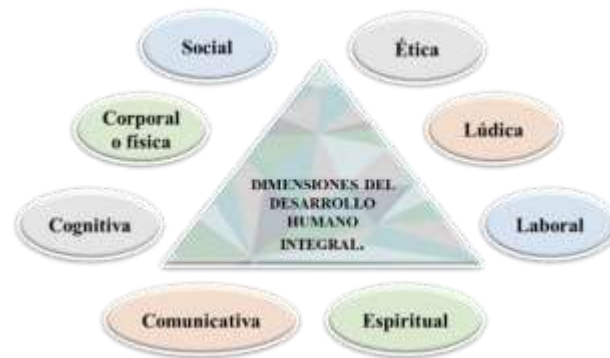 Social
Ética
Corporal
o física
Lúdica
DIMENSIONES DEL
DESARROLLO
HUMANO
INTEGRAL.
Cognitiva
Laboral
Comunicativa
Espiritual